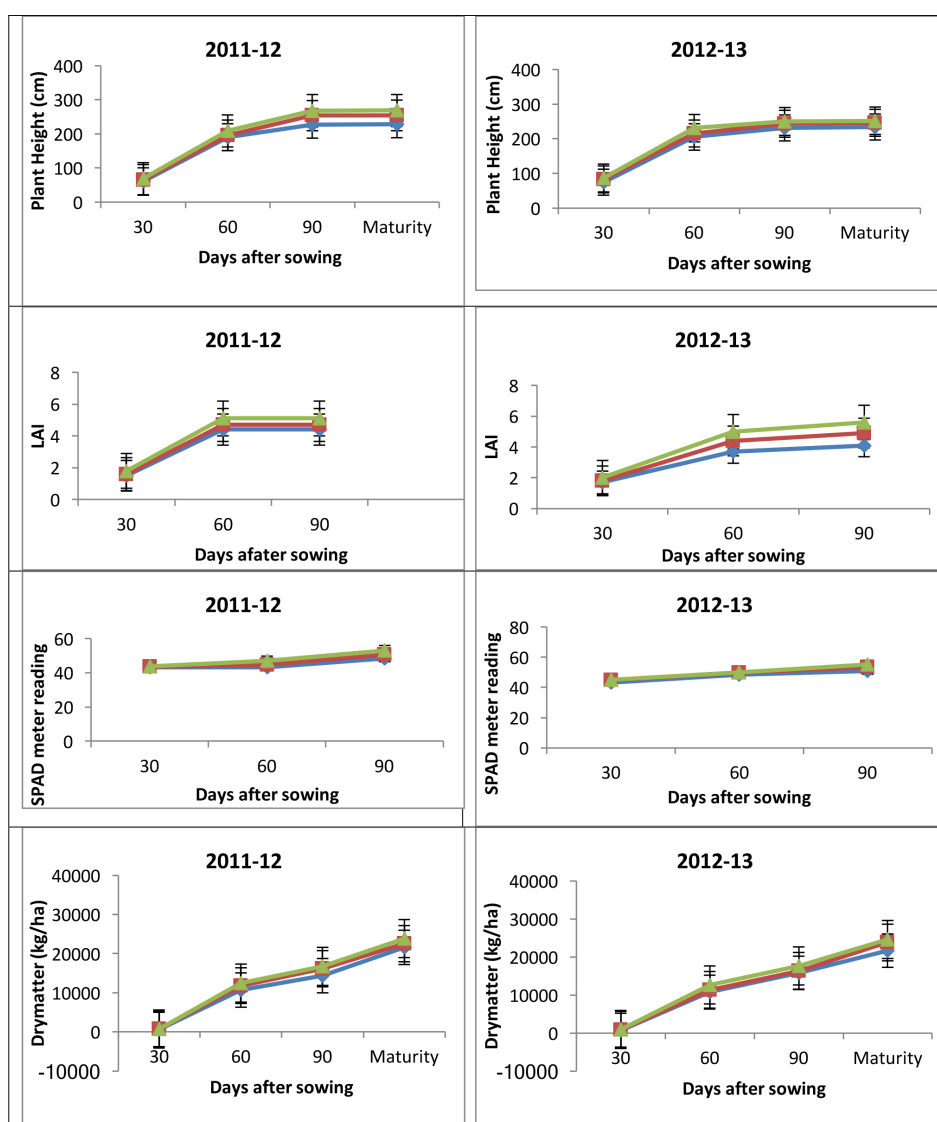 2011-12
Plant Height (cm)
400
300
200
100
0
30 60 90 Maturity
Days after sowing
2012-13
Plant Height (cm)
400
300
200
100
0
30 60 90 Maturity
Days after sowing
2011-12
LAI
8
6
4
2
0
30 60 90
Days afater sowing
2012-13
LAI
8
6
4
2
0
30 60 90
Days after sowing
2011-12
SPAD meter reading
60
40
20
0
30 60 90
Days after sowing
2012-13
SPAD meter reading
80
60
40
20
0
30 60 90
Days after sowing
2011-12
Drymatter (kg/ha)
40000
30000
20000
10000
0
-10000
30 60 90 Maturity
Days after sowing
2012-13
Drymatter (kg/ha)
40000
30000
20000
10000
0
-10000
30 60 90 Maturity
Days after sowing